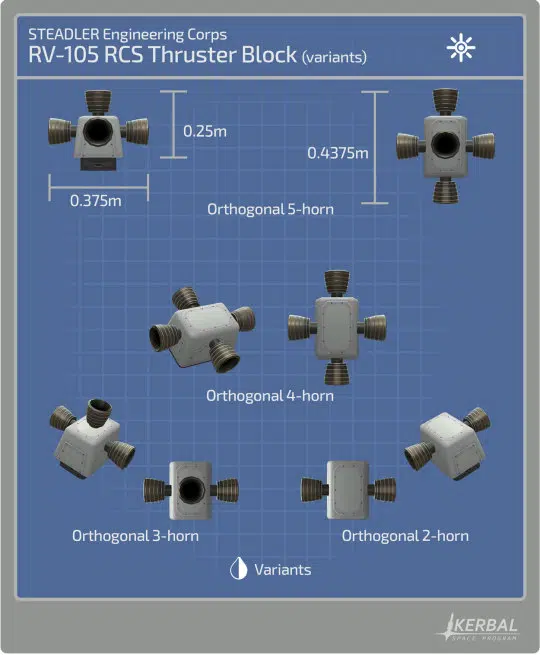 STEADLER Engineering Corps
RV-105 RCS Thruster Block (variants)
0.25m
0.4375m
0.375m
Orthogonal 5-horn
Orthogonal 4-horn
Orthogonal 3-horn
Orthogonal 2-horn
Variants
KERBAL
SPACE PROGRAM